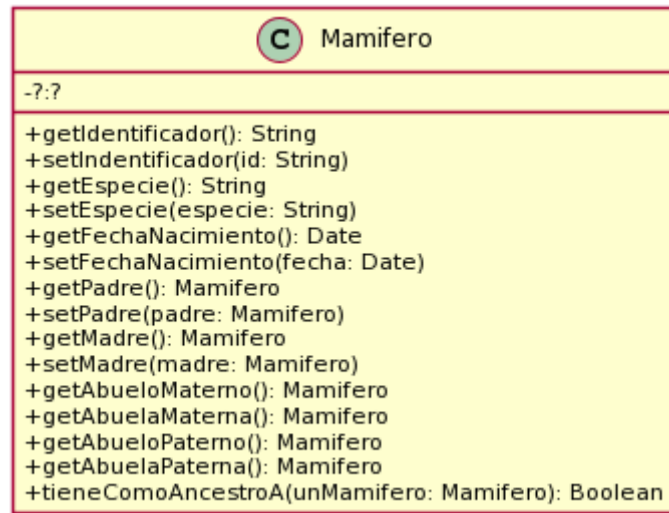 C Mamifero
-?:?
+getIdentificador(): String
+setIndentificador(id: String)
+getEspecie(): String
+setEspecie(especie: String)
+getFechaNacimiento(): Date
+setFechaNacimiento(fecha: Date)
+getPadre(): Mamifero
+setPadre(padre: Mamifero)
+getMadre(): Mamifero
+setMadre(madre: Mamifero)
+getAbueloMaterno(): Mamifero
+getAbuelaMaterna(): Mamifero
+getAbueloPaterno(): Mamifero
+getAbuelaPaterna(): Mamifero
+tieneComoAncestroA(unMamifero: Mamifero): Boolean